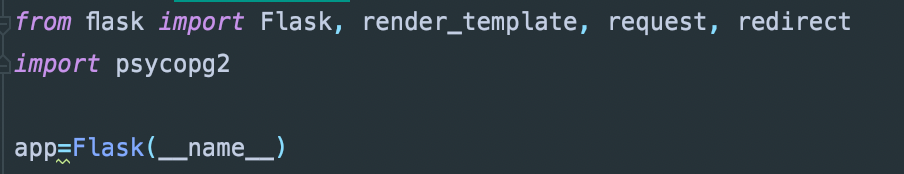 from flask import Flask, render_template, request, redirect
import psycopg2
app=Flask(__name__)